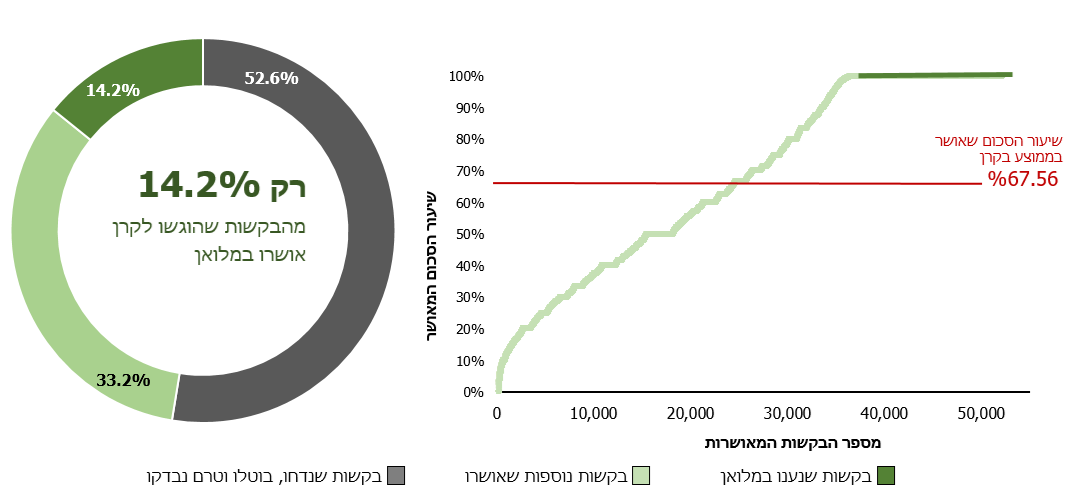 52.6%
14.2%
33.2%
רק 14.2%
מהבקשות שהוגשו לקרן
אושרו במלואן
100%
90%
80%
70%
60%
50%
40%
30%
20%
10%
0%
שיעור הסכום המאושר
0
10,000
20,000
30,000
40,000
50,000
מספר הבקשות המאושרות
שיעור הסכום שאושר
בממוצע בקרן
%67.56
בקשות שנענו במלואן
בקשות נוספות שאושרו
בקשות שנדחו, בוטלו וטרם נבדקו